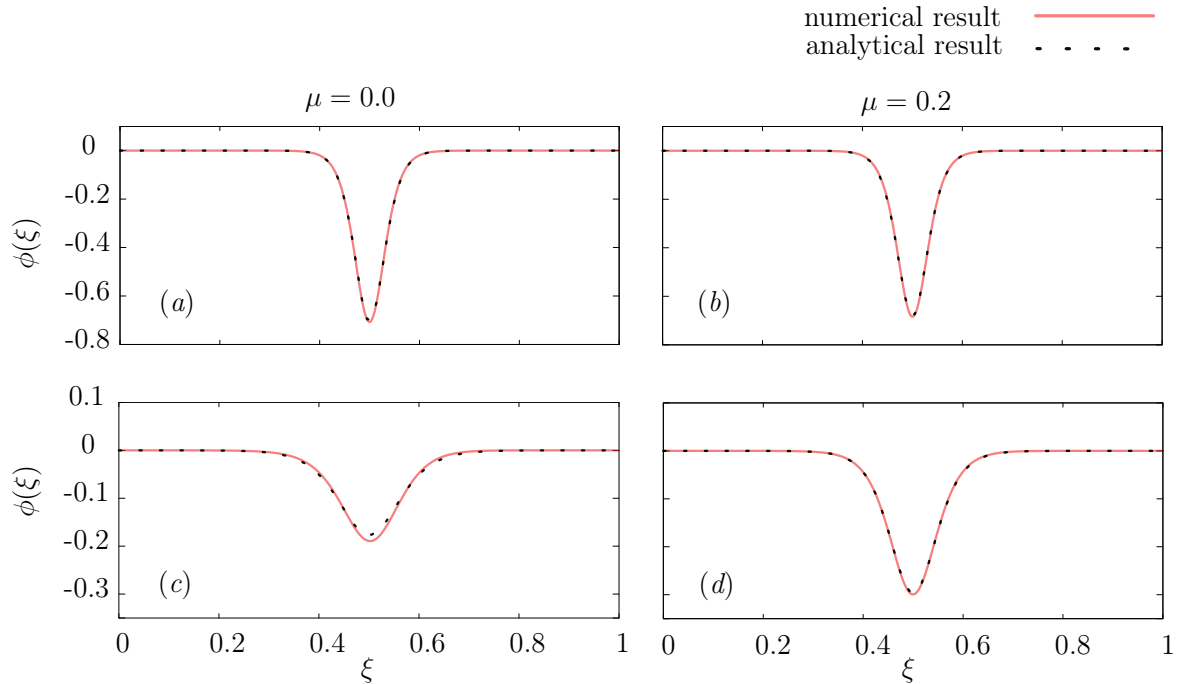 numerical result
analytical result
μ = 0.0
μ = 0.2
0
-0.2
-0.4
-0.6
-0.8
ϕ(ξ)
(a)
(b)
0.1
0
-0.1
-0.2
-0.3
ϕ(ξ)
(c)
(d)
0 0.2 0.4 0.6 0.8 1
0 0.2 0.4 0.6 0.8 1
ξ
ξ